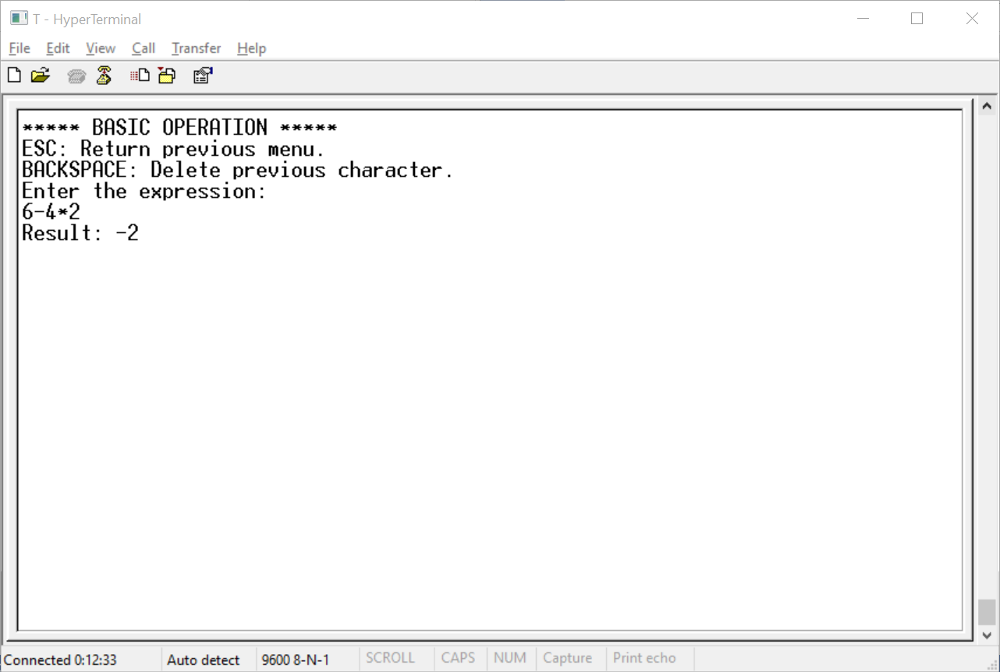 T - HyperTerminal
File Edit View Call Transfer Help
***** BASIC OPERATION *****
ESC: Return previous menu.
BACKSPACE: Delete previous character.
Enter the expression:
6-4*2
Result: -2
Connected 0:12:33 Auto detect 9600 8-N-1 SCROLL CAPS NUM Capture Print echo